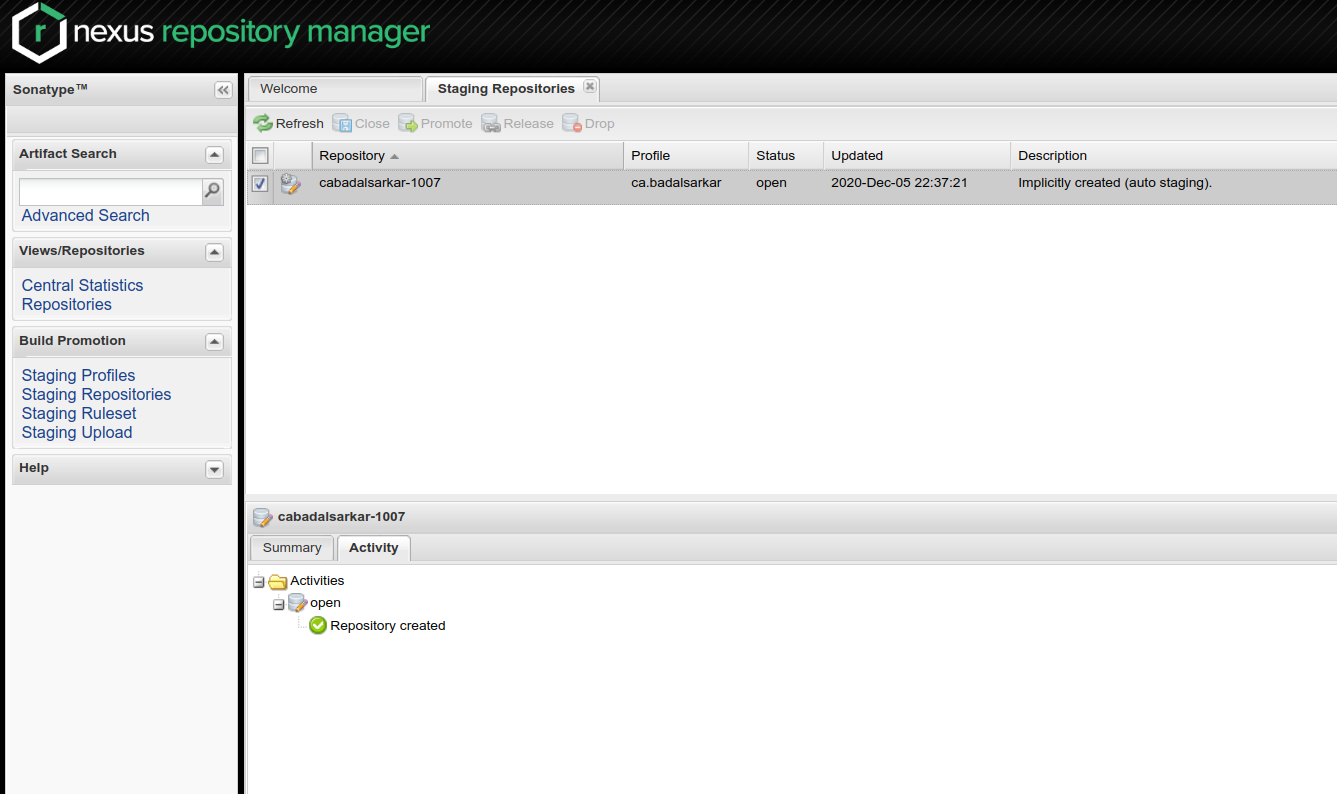 nexus repository manager
Sonatype™
Welcome
Staging Repositories
Refresh Close Promote Release Drop
Artifact Search
Advanced Search
Views/Repositories
Central Statistics
Repositories
Build Promotion
Staging Profiles
Staging Repositories
Staging Ruleset
Staging Upload
Help
Repository Profile Status Updated Description
cabadalsarkar-1007 ca.badalsarkar open 2020-Dec-05 22:37:21 Implicitly created (auto staging).
cabadalsarkar-1007
Summary Activity
Activities
open
Repository created